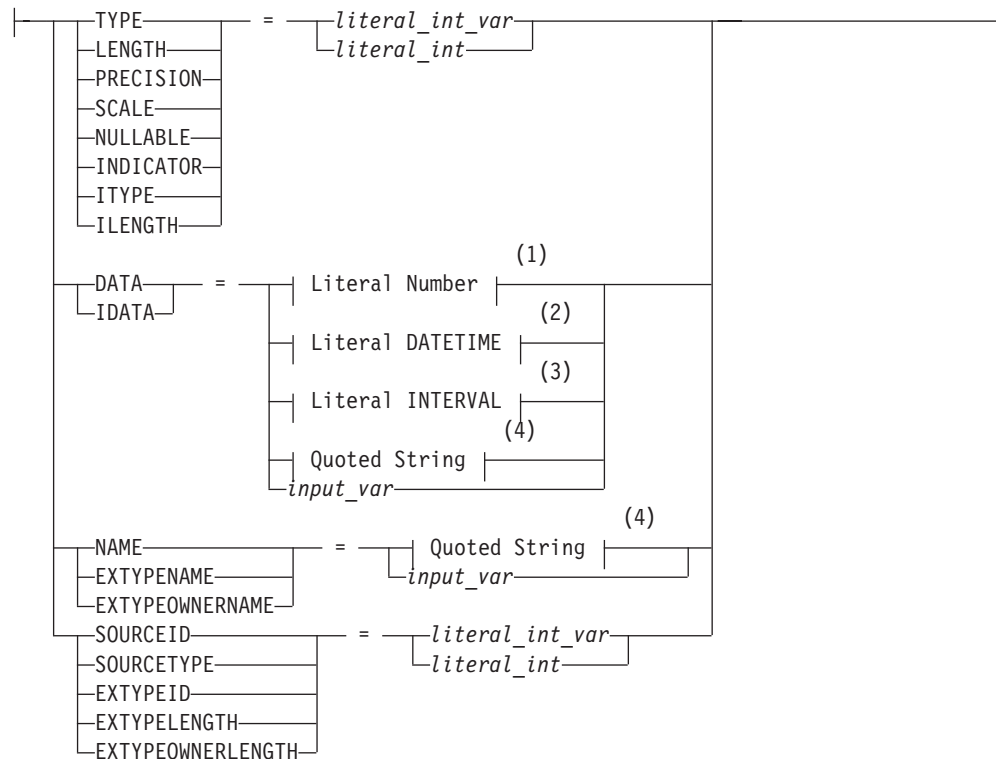 TYPE = literal_int_var
LENGTH literal_int
PRECISION
SCALE
NULLABLE
INDICATOR
ITYPE
ILENGTH
(1)
DATA = Literal Number
IDATA
(2)
Literal DATETIME
(3)
Literal INTERVAL
(4)
Quoted String
input_var
(4)
NAME = Quoted String
EXTYPENAME input_var
EXTYPEOWNERNAME
SOURCEID = literal_int_var
SOURCETYPE literal_int
EXTYPEID
EXTYPELENGTH
EXTYPEOWNERLENGTH